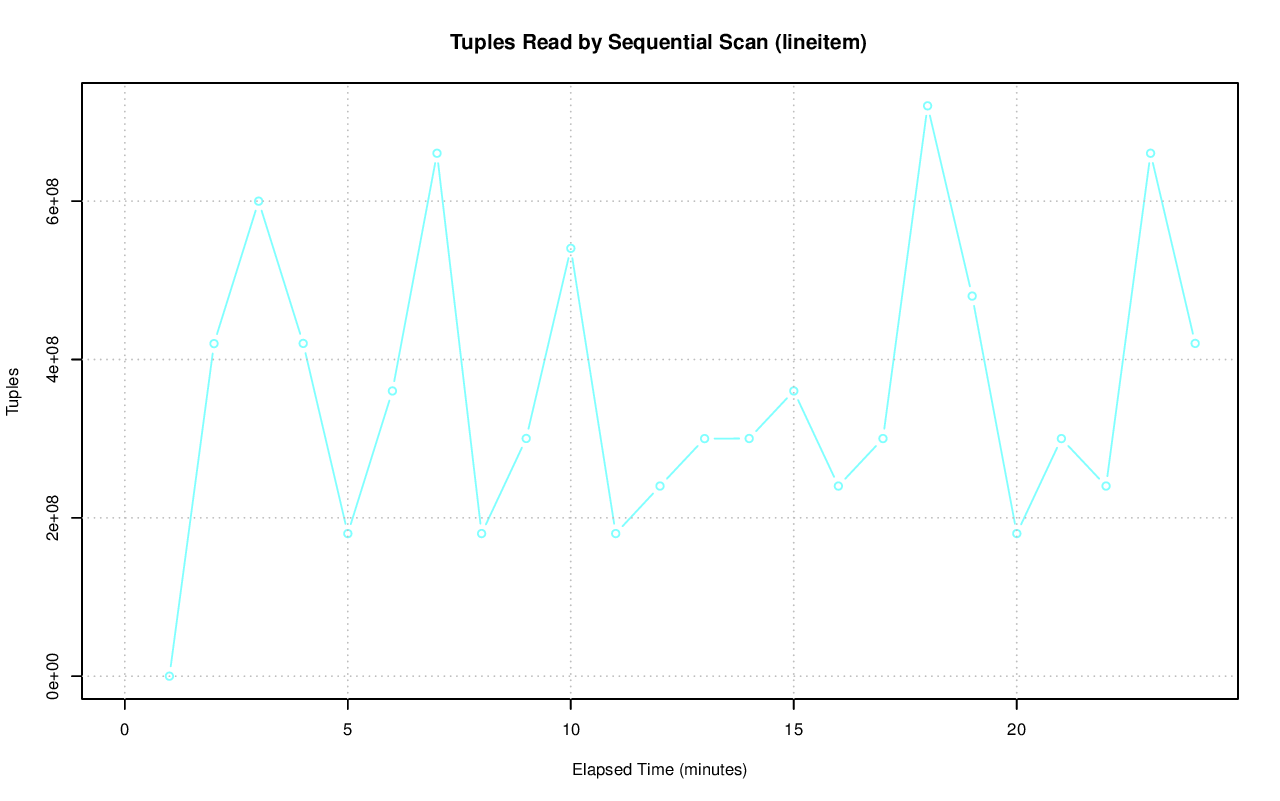 Tuples Read by Sequential Scan (lineitem)
Tuples
6e+08
4e+08
2e+08
0e+00
0 5 10 15 20
Elapsed Time (minutes)